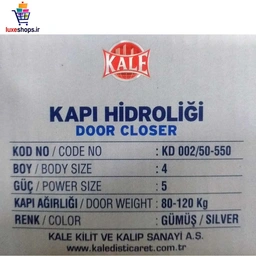 luxeshops.ir
KALE
KAPI HİDROLİĞİ
DOOR CLOSER
KOD NO / CODE NO : KD 002/50-550
BOY / BODY SIZE : 4
GÜÇ / POWER SIZE : 5
KAPI AĞIRLIĞI / DOOR WEIGHT : 80-120 Kg
RENK / COLOR : GÜMÜŞ / SILVER
KALE KİLİT VE KALIP SANAYİ A.Ş.
www.kaledisticaret.com.tr